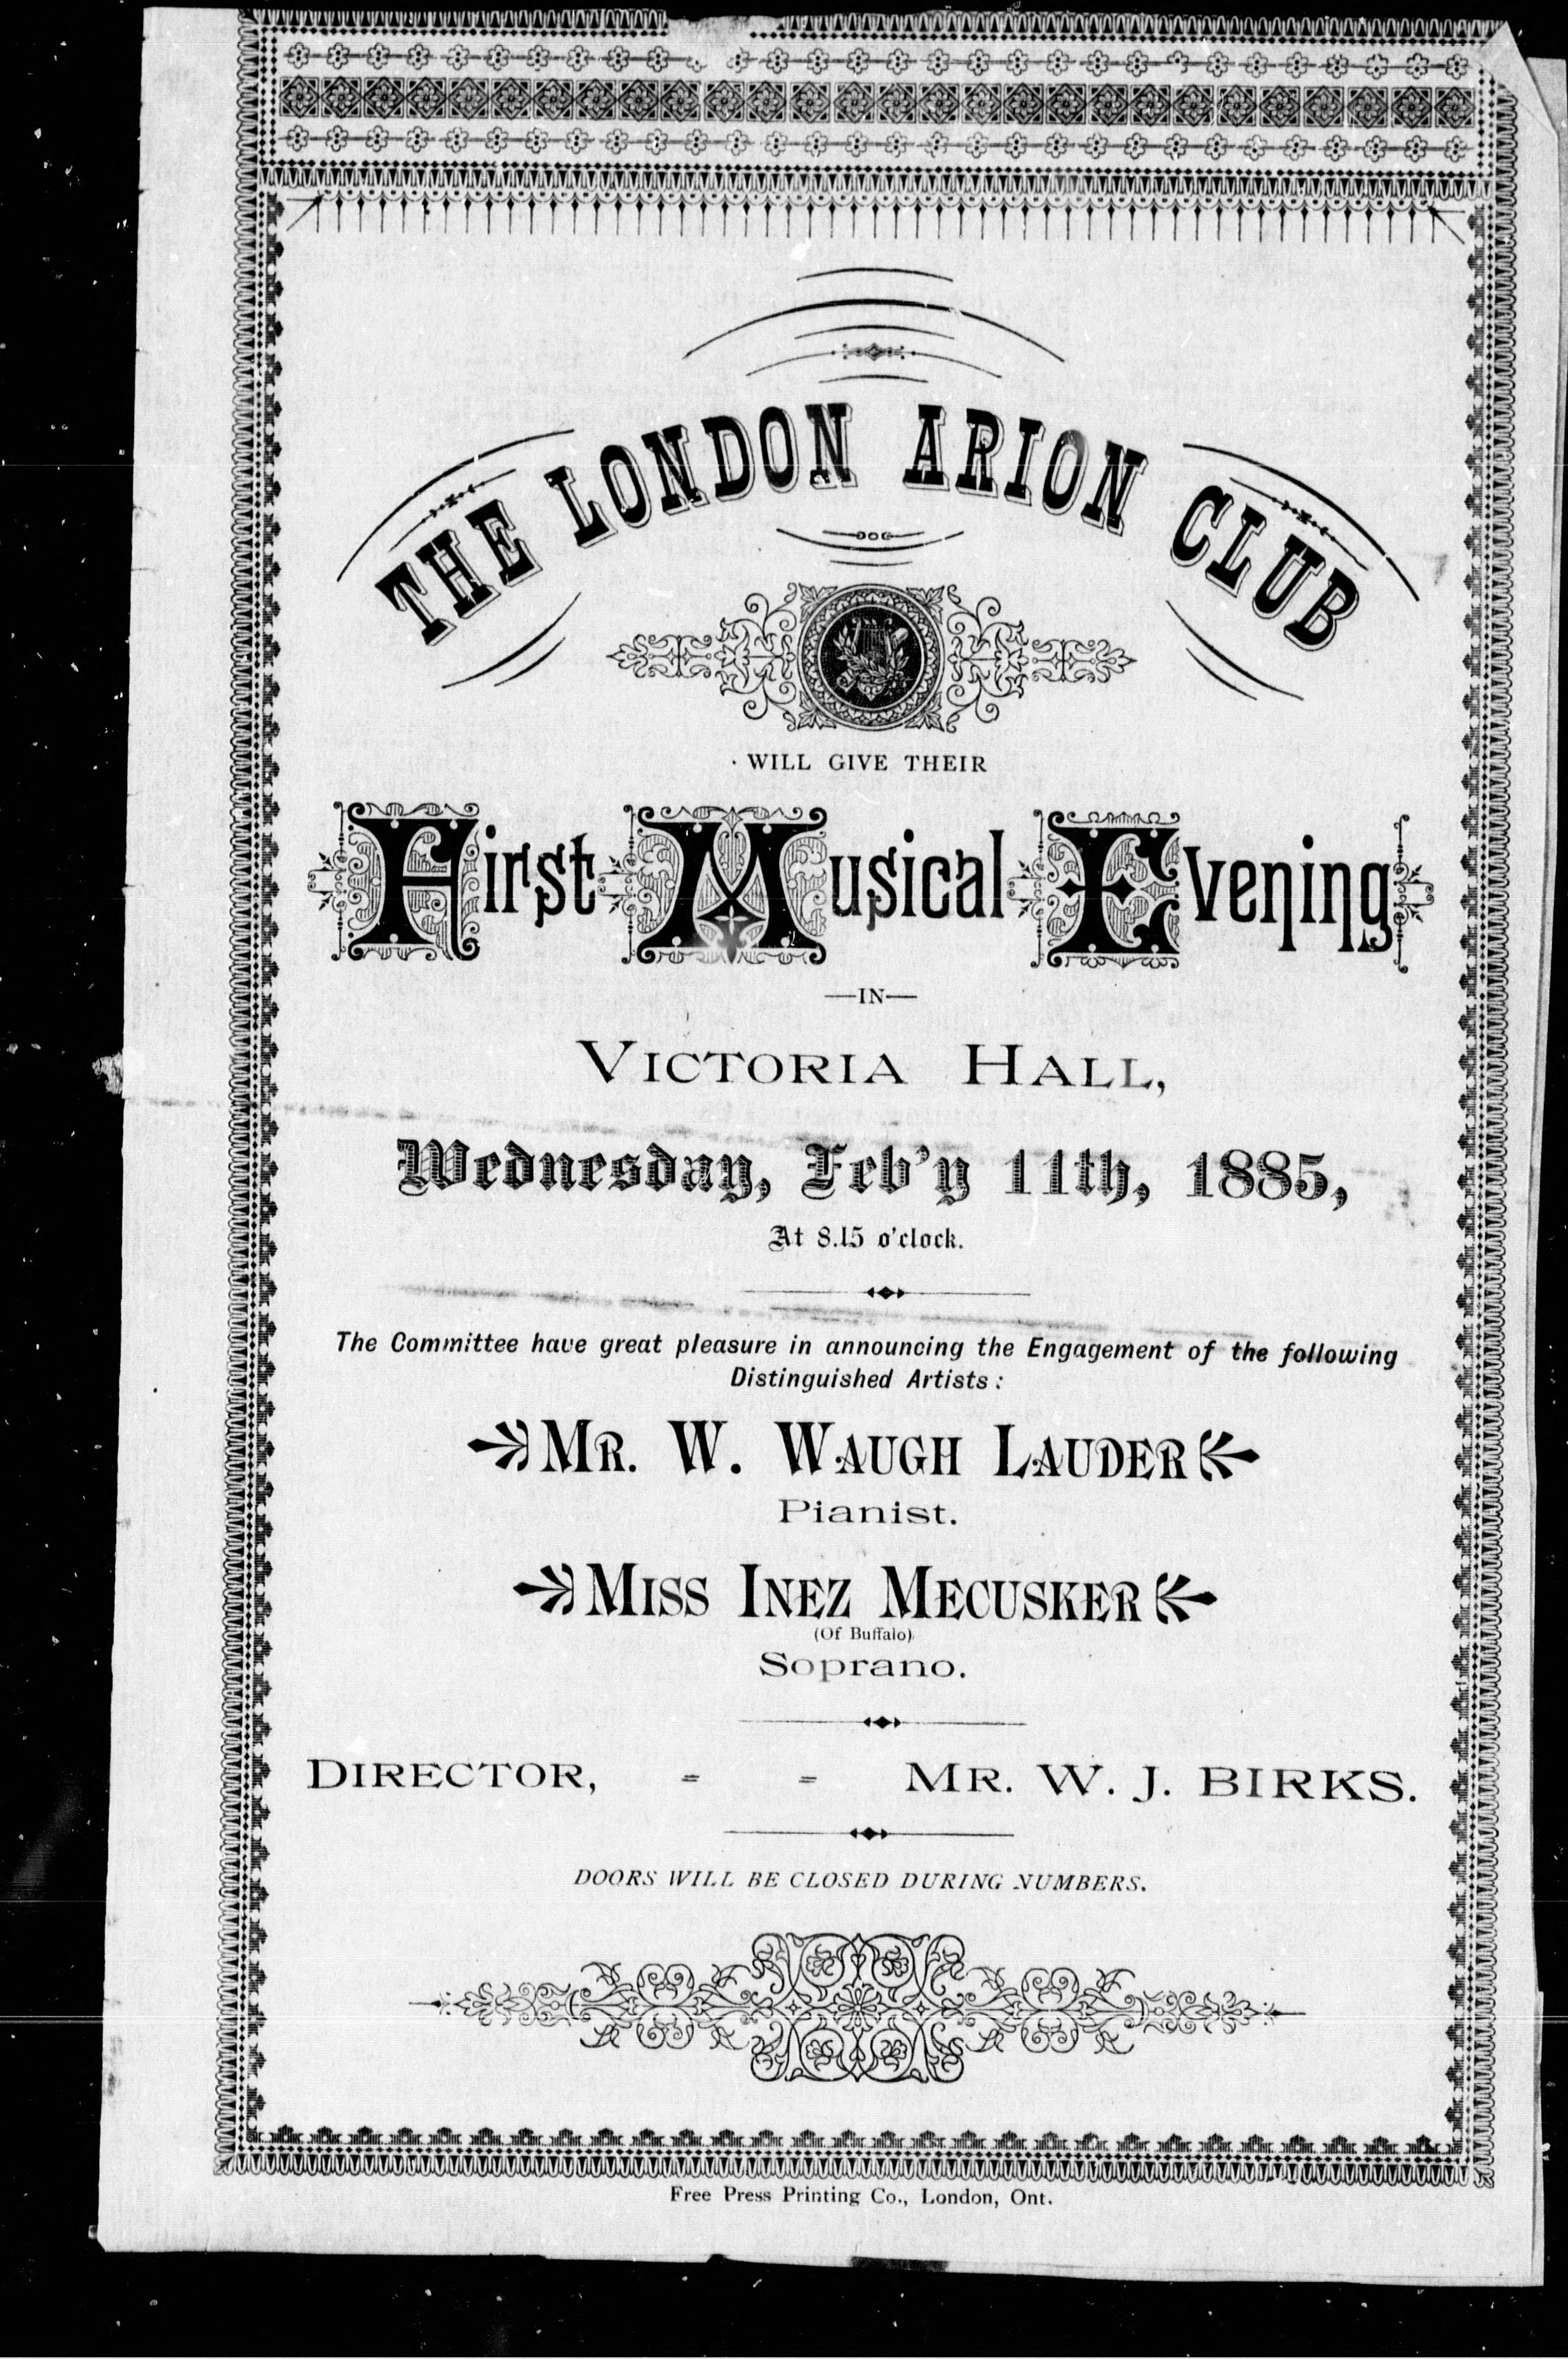 THE LONDON ARION CLUB
WILL GIVE THEIR
First Musical Evening
—IN—
VICTORIA HALL,
Wednesday, Feb'y 11th, 1885,
At 8.15 o'clock.
The Committee have great pleasure in announcing the Engagement of the following
Distinguished Artists:
MR. W. WAUGH LAUDER
Pianist.
MISS INEZ MECUSKER
(Of Buffalo)
Soprano.
DIRECTOR, - - MR. W. J. BIRKS.
DOORS WILL BE CLOSED DURING NUMBERS.
Free Press Printing Co., London, Ont.